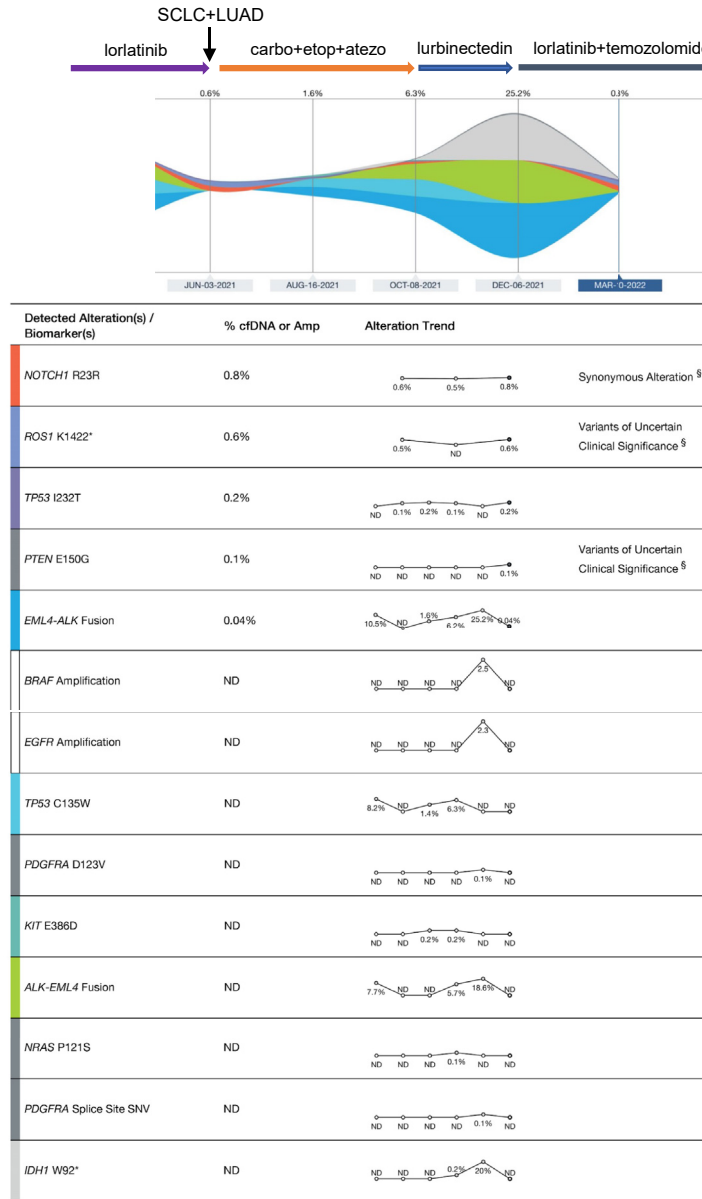 SCLC+LUAD
lorlatinib carbo+etop+atezo lurbinectedin lorlatinib+temozolomide
0.6% 1.6% 6.3% 25.2%
JUN-03-2021 AUG-16-2021 OCT-08-2021 DEC-06-2021
Detected Alteration(s) / Biomarker(s) % cfDNA or Amp Alteration Trend
NOTCH1 R23R 0.8% 0.6% 0.5% 0.8% Synonymous Alteration §
ROS1 K1422* 0.6% 0.5% ND 0.6% Variants of Uncertain Clinical Significance §
TP53 I232T 0.2% ND 0.1% 0.2% 0.1% ND 0.2%
PTEN E150G 0.1% ND ND ND ND ND 0.1% Variants of Uncertain Clinical Significance §
EML4-ALK Fusion 0.04% 10.5% ND 1.6% 6.2% 25.2% 0.04%
BRAF Amplification ND ND ND ND ND 2.5 ND
EGFR Amplification ND ND ND ND ND 2.3 ND
TP53 C135W ND 8.2% ND 1.4% 6.3% ND ND
PDGFRA D123V ND ND ND ND ND 0.1% ND
KIT E386D ND ND ND 0.2% 0.2% ND ND
ALK-EML4 Fusion ND 7.7% ND ND 5.7% 18.6% ND
NRAS P121S ND ND ND ND 0.1% ND ND
PDGFRA Splice Site SNV ND ND ND ND ND 0.1% ND
IDH1 W92* ND ND ND ND 0.2% 20% ND